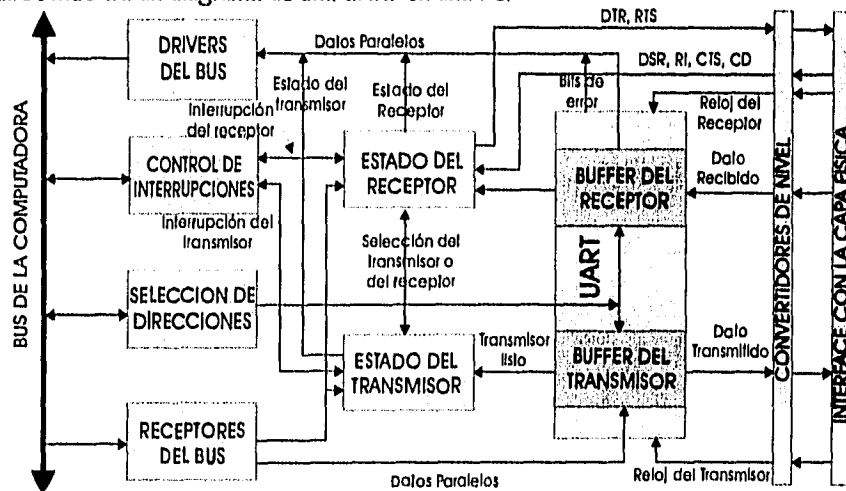 DTR, RTS
DRIVERS
DEL BUS
Datos Paralelos
DSR, RI, CTS, CD
Estado del
transmisor
Estado del
Receptor
Bits de
error
Reloj del
Receptor
Interrupción
del receptor
CONTROL DE
INTERRUPCIONES
ESTADO DEL
RECEPTOR
BUFFER DEL
RECEPTOR
Dato
Recibido
Interrupción del
transmisor
Selección del
transmisor o
del receptor
UART
SELECCION DE
DIRECCIONES
ESTADO DEL
TRANSMISOR
Transmisor
listo
BUFFER DEL
TRANSMISOR
Dato
Transmitido
RECEPTORES
DEL BUS
Datos Paralelos
Reloj del Transmisor
BUS DE LA COMPUTADORA
CONVERTIDORES DE NIVEL
INTERFACE CON LA CAPA FISICA